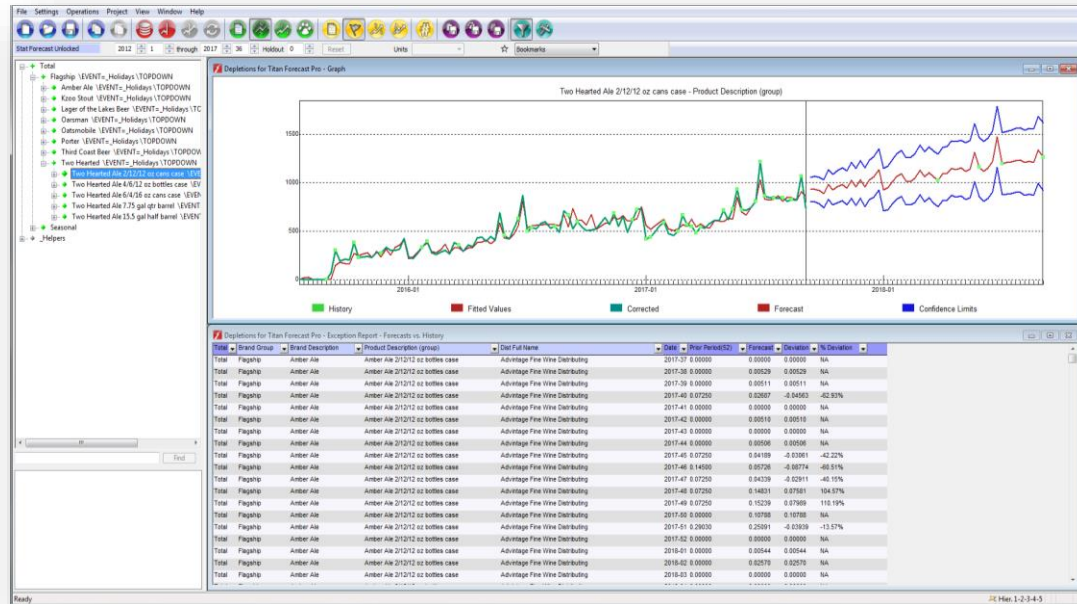 File Settings Operations Project View Window Help
Stat Forecast Unlocked 2012 1 through 2017 36 Holdout 0 Reset Units Bookmarks
Total
Flagship \EVENT=_Holidays \TOPDOWN
Amber Ale \EVENT=_Holidays \TOPDOWN
Kzoo Stout \EVENT=_Holidays \TOPDOWN
Lager of the Lakes Beer \EVENT=_Holidays \TC
Oarsman \EVENT=_Holidays \TOPDOWN
Oatsmobile \EVENT=_Holidays \TOPDOWN
Porter \EVENT=_Holidays \TOPDOWN
Third Coast Beer \EVENT=_Holidays \TOPDOW
Two Hearted \EVENT=_Holidays \TOPDOWN
Two Hearted Ale 2/12/12 oz cans case \EVE
Two Hearted Ale 4/6/12 oz bottles case \EV
Two Hearted Ale 6/4/16 oz cans case \EVEN
Two Hearted Ale 7.75 gal qtr barrel \EVENT
Two Hearted Ale15.5 gal half barrel \EVENT
Seasonal
_Helpers
Find
Depletions for Titan Forecast Pro - Graph
Two Hearted Ale 2/12/12 oz cans case - Product Description (group)
1500
1000
500
0
2016-01 2017-01 2018-01
History Fitted Values Corrected Forecast Confidence Limits
Depletions for Titan Forecast Pro - Exception Report - Forecasts vs. History
Total Brand Group Brand Description Product Description (group) Dist Full Name Date Prior Period(52) Forecast Deviation % Deviation
Total Flagship Amber Ale Amber Ale 2/12/12 oz bottles case Advintage Fine Wine Distributing 2017-37 0.00000 0.00000 0.00000 NA
Total Flagship Amber Ale Amber Ale 2/12/12 oz bottles case Advintage Fine Wine Distributing 2017-38 0.00000 0.00529 0.00529 NA
Total Flagship Amber Ale Amber Ale 2/12/12 oz bottles case Advintage Fine Wine Distributing 2017-39 0.00000 0.00511 0.00511 NA
Total Flagship Amber Ale Amber Ale 2/12/12 oz bottles case Advintage Fine Wine Distributing 2017-40 0.07250 0.02687 -0.04563 -62.93%
Total Flagship Amber Ale Amber Ale 2/12/12 oz bottles case Advintage Fine Wine Distributing 2017-41 0.00000 0.00000 0.00000 NA
Total Flagship Amber Ale Amber Ale 2/12/12 oz bottles case Advintage Fine Wine Distributing 2017-42 0.00000 0.00510 0.00510 NA
Total Flagship Amber Ale Amber Ale 2/12/12 oz bottles case Advintage Fine Wine Distributing 2017-43 0.00000 0.00000 0.00000 NA
Total Flagship Amber Ale Amber Ale 2/12/12 oz bottles case Advintage Fine Wine Distributing 2017-44 0.00000 0.00506 0.00506 NA
Total Flagship Amber Ale Amber Ale 2/12/12 oz bottles case Advintage Fine Wine Distributing 2017-45 0.07250 0.04189 -0.03061 -42.22%
Total Flagship Amber Ale Amber Ale 2/12/12 oz bottles case Advintage Fine Wine Distributing 2017-46 0.14500 0.05726 -0.08774 -60.51%
Total Flagship Amber Ale Amber Ale 2/12/12 oz bottles case Advintage Fine Wine Distributing 2017-47 0.07250 0.04339 -0.02911 -40.15%
Total Flagship Amber Ale Amber Ale 2/12/12 oz bottles case Advintage Fine Wine Distributing 2017-48 0.07250 0.14831 0.07581 104.57%
Total Flagship Amber Ale Amber Ale 2/12/12 oz bottles case Advintage Fine Wine Distributing 2017-49 0.07250 0.15239 0.07989 110.19%
Total Flagship Amber Ale Amber Ale 2/12/12 oz bottles case Advintage Fine Wine Distributing 2017-50 0.00000 0.10788 0.10788 NA
Total Flagship Amber Ale Amber Ale 2/12/12 oz bottles case Advintage Fine Wine Distributing 2017-51 0.29030 0.25091 -0.03939 -13.57%
Total Flagship Amber Ale Amber Ale 2/12/12 oz bottles case Advintage Fine Wine Distributing 2017-52 0.00000 0.00000 0.00000 NA
Total Flagship Amber Ale Amber Ale 2/12/12 oz bottles case Advintage Fine Wine Distributing 2018-01 0.00000 0.00544 0.00544 NA
Total Flagship Amber Ale Amber Ale 2/12/12 oz bottles case Advintage Fine Wine Distributing 2018-02 0.00000 0.02570 0.02570 NA
Total Flagship Amber Ale Amber Ale 2/12/12 oz bottles case Advintage Fine Wine Distributing 2018-03 0.00000 0.00000 0.00000 NA
Ready Hier. 1-2-3-4-5